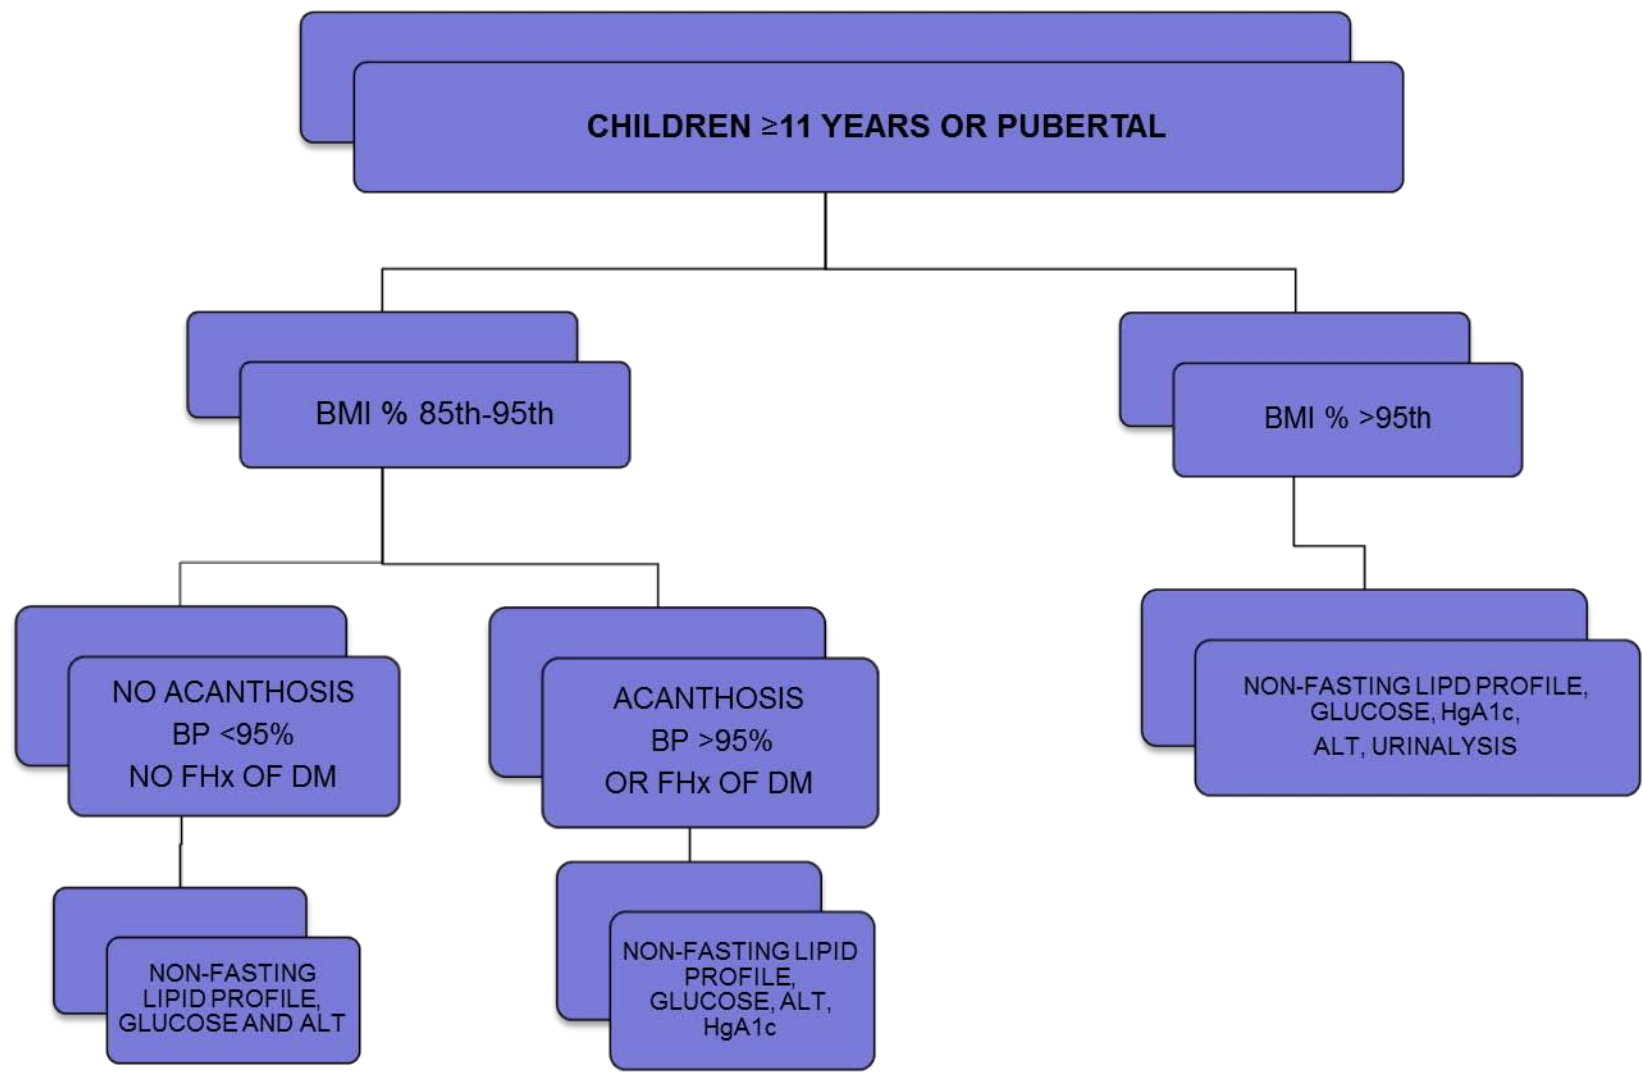 CHILDREN ≥11 YEARS OR PUBERTAL
BMI % 85th-95th
BMI % >95th
NO ACANTHOSIS
BP <95%
NO FHx OF DM
ACANTHOSIS
BP >95%
OR FHx OF DM
NON-FASTING LIPD PROFILE,
GLUCOSE, HgA1c,
ALT, URINALYSIS
NON-FASTING
LIPID PROFILE,
GLUCOSE AND ALT
NON-FASTING LIPID
PROFILE,
GLUCOSE, ALT,
HgA1c